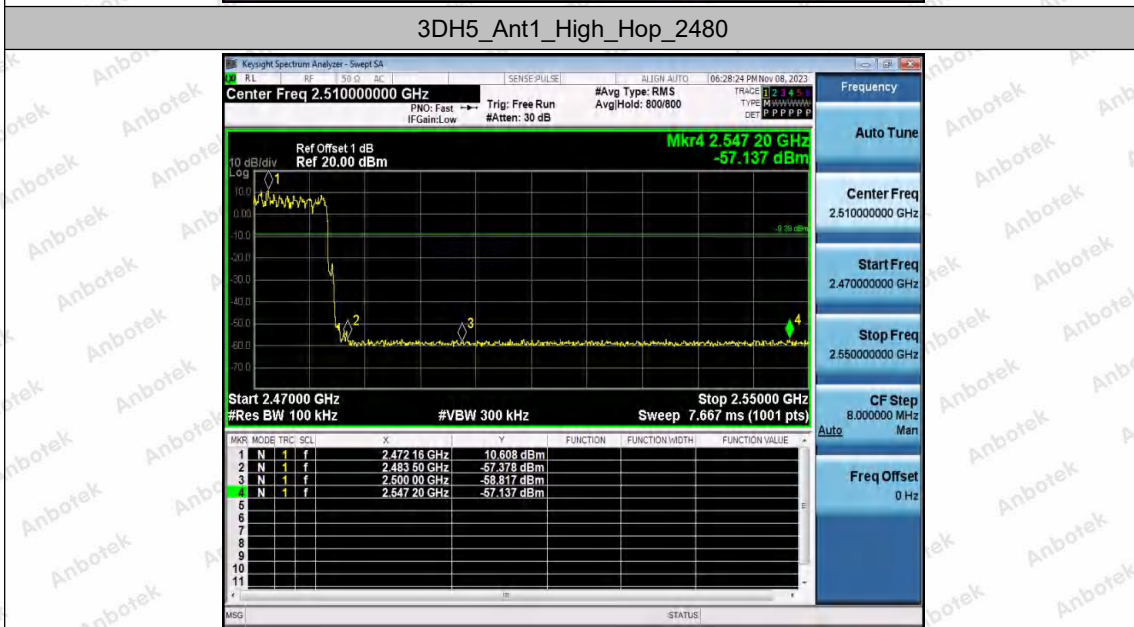 3DH5_Ant1_High_Hop_2480
Keysight Spectrum Analyzer - Swept SA
RL RF 50 Ω AC SENSE:PULSE ALIGN AUTO 06:28:24 PM Nov 08, 2023
Center Freq 2.510000000 GHz
PNO: Fast
IFGain:Low
Trig: Free Run
#Atten: 30 dB
#Avg Type: RMS
Avg|Hold: 800/800
TRACE 1 2 3 4 5 6
TYPE M W W W W W
DET P P P P P P
Mkr4 2.547 20 GHz
-57.137 dBm
Ref Offset 1 dB
10 dB/div Ref 20.00 dBm
Log
10.0
0.00
-10.0
-20.0
-30.0
-40.0
-50.0
-60.0
-70.0
1
2
3
4
-9.39 dBm
Start 2.47000 GHz Stop 2.55000 GHz
#Res BW 100 kHz #VBW 300 kHz Sweep 7.667 ms (1001 pts)
MKR MODE TRC SCL X Y FUNCTION FUNCTION WIDTH FUNCTION VALUE
1 N 1 f 2.472 16 GHz 10.608 dBm
2 N 1 f 2.483 50 GHz -57.378 dBm
3 N 1 f 2.500 00 GHz -58.817 dBm
4 N 1 f 2.547 20 GHz -57.137 dBm
5
6
7
8
9
10
11
MSG STATUS
Frequency
Auto Tune
Center Freq
2.510000000 GHz
Start Freq
2.470000000 GHz
Stop Freq
2.550000000 GHz
CF Step
8.000000 MHz
Auto Man
Freq Offset
0 Hz
Anbotek